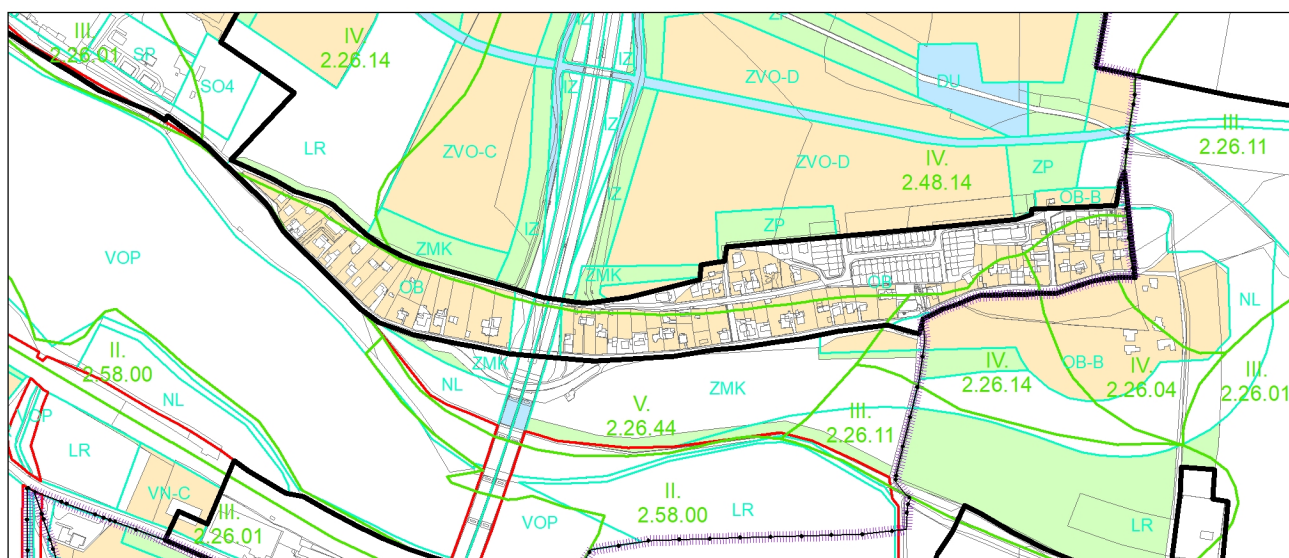 III.
2.26.01
SP
SO4
IV.
2.26.14
LR
ZVO-C
IZ
IZ
IZ
IZ
IZ
IZ
IZ
ZP
ZVO-D
DU
ZVO-D
IV.
2.48.14
ZP
III.
2.26.11
OB-B
ZP
ZMK
ZMK
VOP
OB
OB
NL
ZMK
NL
ZMK
IV.
2.26.14
OB-B
IV.
2.26.04
III.
2.26.01
II.
2.58.00
NL
V.
2.26.44
III.
2.26.11
VOP
LR
VN-C
III.
2.26.01
VOP
II.
2.58.00
LR
LR